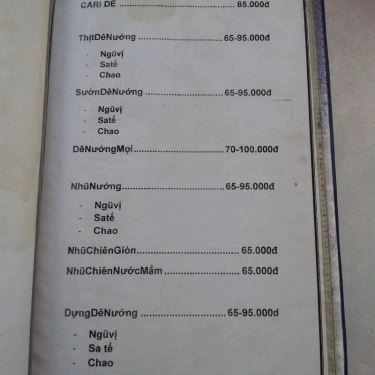 CARI DÊ ............ 85.000đ
ThịtDêNướng.......................65-95.000đ
- Ngũvị
- Satế
- Chao
SườnDêNướng.....................65-95.000đ
- Ngũvị
- Satế
- Chao
DêNướngMọi........................70-100.000đ
NhũNướng...........................65-95.000đ
- Ngũvị
- Satế
- Chao
NhũChiênGiòn...........................65.000đ
NhũChiênNướcMắm..................65.000đ
DựngDêNướng ......................65-95.000d
- Ngũvị
- Sa tế
- Chao